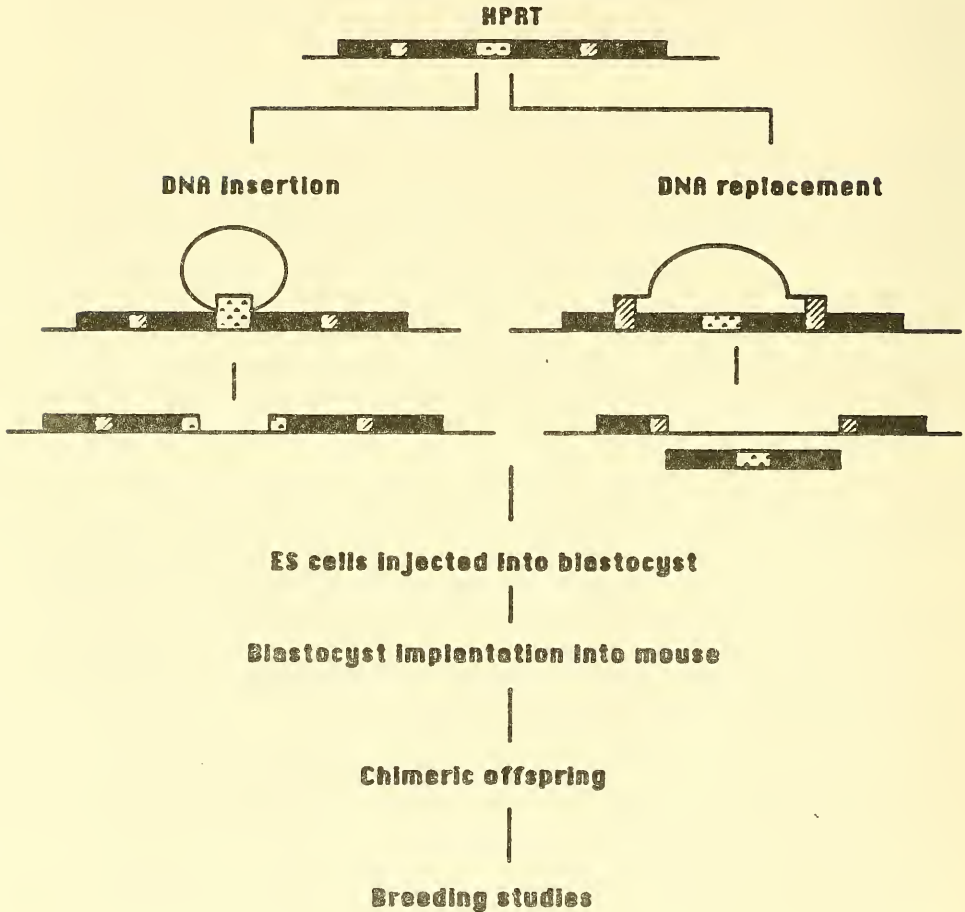 HPRT
DNA insertion
DNA replacement
ES cells injected into blastocyst
Blastocyst implantation into mouse
Chimeric offspring
Breeding studies